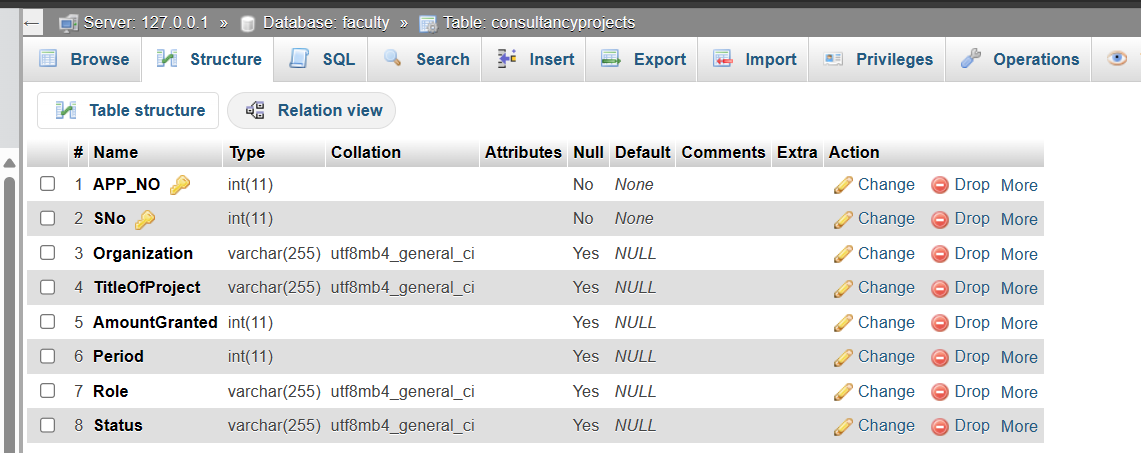 ← Server: 127.0.0.1 » Database: faculty » Table: consultancyprojects
Browse Structure SQL Search Insert Export Import Privileges Operations
Table structure Relation view
# Name Type Collation Attributes Null Default Comments Extra Action
1 APP_NO int(11) No None Change Drop More
2 SNo int(11) No None Change Drop More
3 Organization varchar(255) utf8mb4_general_ci Yes NULL Change Drop More
4 TitleOfProject varchar(255) utf8mb4_general_ci Yes NULL Change Drop More
5 AmountGranted int(11) Yes NULL Change Drop More
6 Period int(11) Yes NULL Change Drop More
7 Role varchar(255) utf8mb4_general_ci Yes NULL Change Drop More
8 Status varchar(255) utf8mb4_general_ci Yes NULL Change Drop More